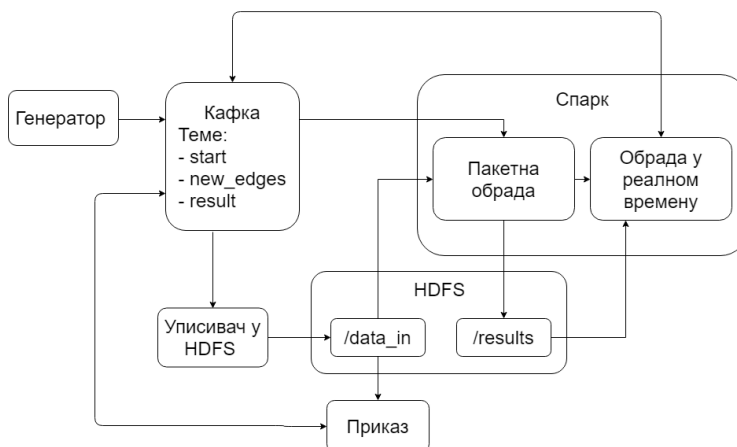 Генератор
Кафка
Теме:
- start
- new_edges
- result
Спарк
Пакетна
обрада
Обрада у
реалном
времену
Уписивач у
HDFS
HDFS
/data_in
/results
Приказ